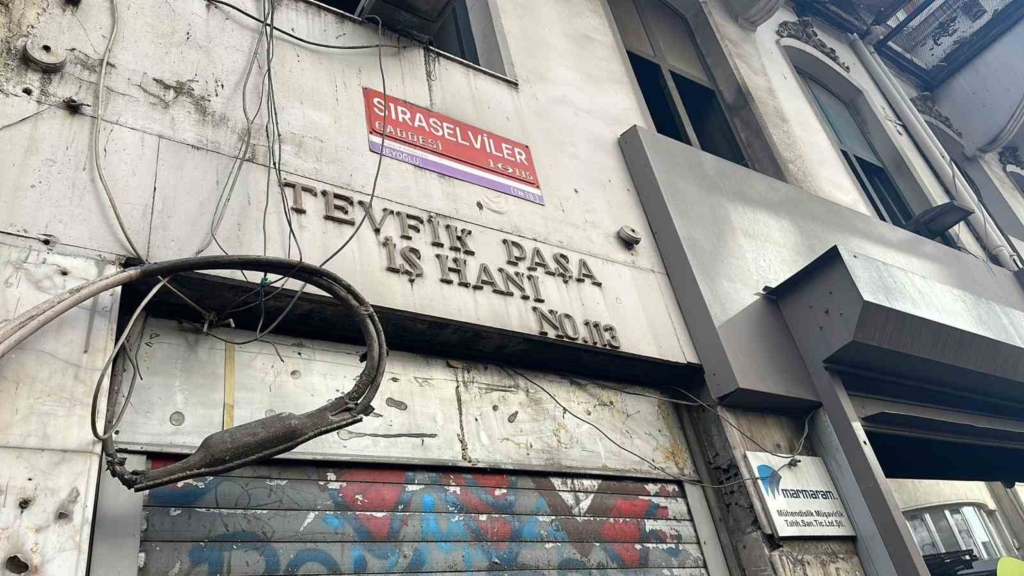 SIRASELVİLER
CADDESİ
BEYOĞLU
TEVFİK PAŞA
İŞ HANI
NO.113
marmaram.
Mühendislik Müşavirlik
Taah.San.Tic.Ltd.Şti.